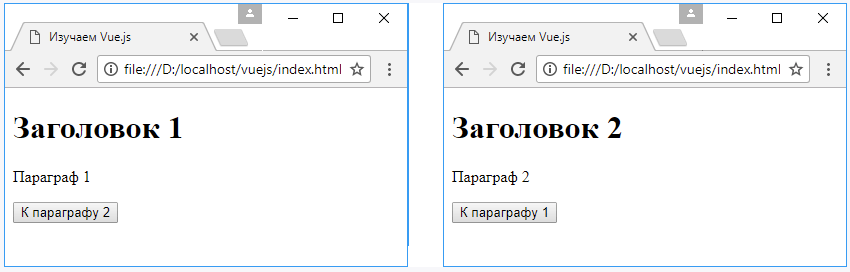 Изучаем Vue.js
file:///D:/localhost/vuejs/index.html
Заголовок 1
Параграф 1
К параграфу 2
Изучаем Vue.js
file:///D:/localhost/vuejs/index.html
Заголовок 2
Параграф 2
К параграфу 1